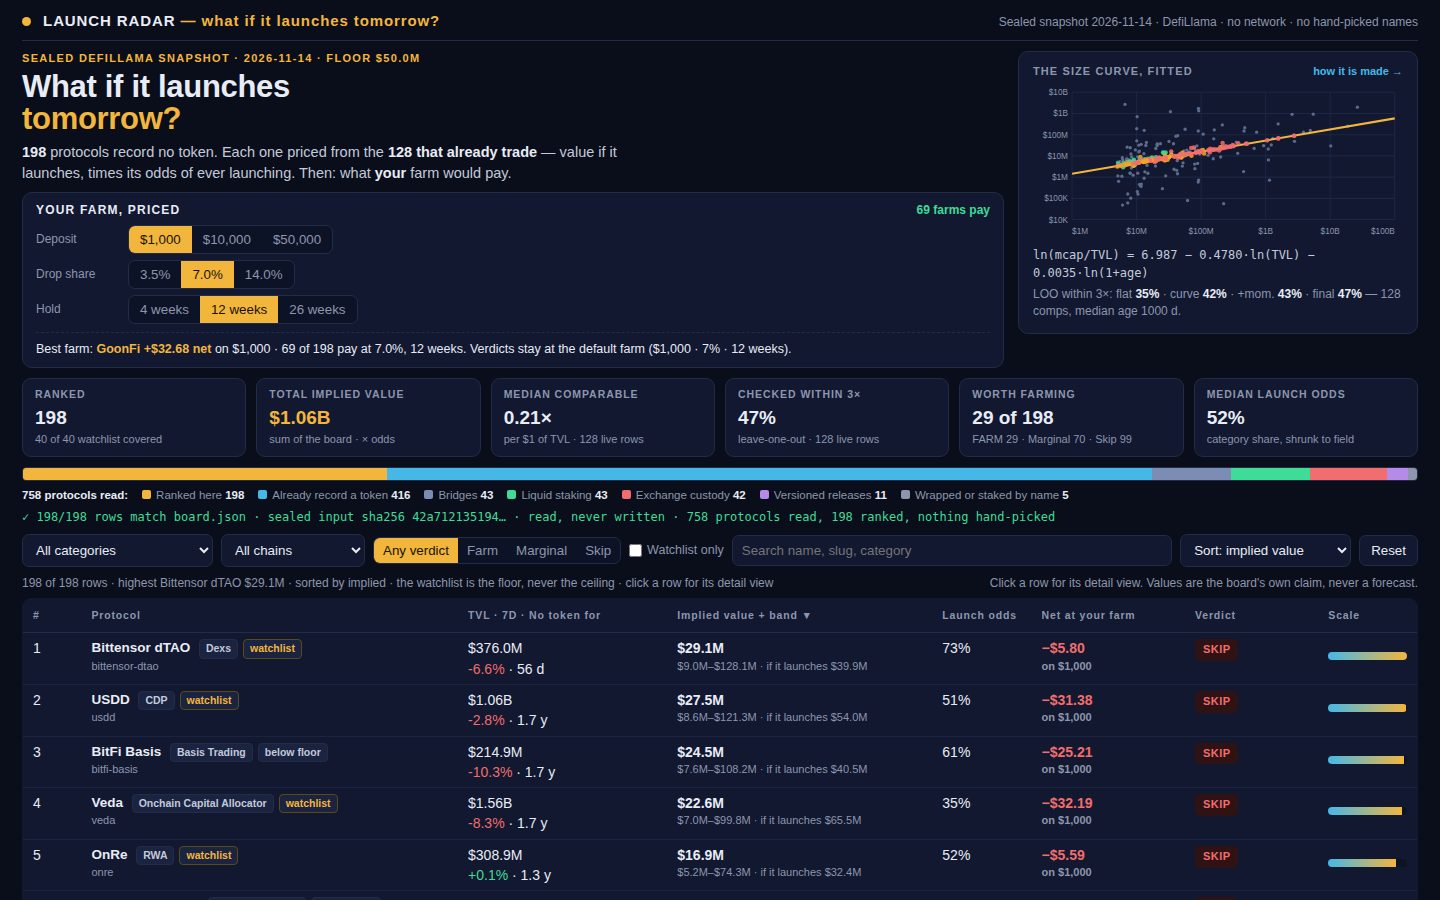 LAUNCH RADAR — what if it launches tomorrow?
Sealed snapshot 2026-11-14 · DefiLlama · no network · no hand-picked names
SEALED DEFILLAMA SNAPSHOT · 2026-11-14 · FLOOR $50.0M
What if it launches
tomorrow?
198 protocols record no token. Each one priced from the 128 that already trade — value if it
launches, times its odds of ever launching. Then: what your farm would pay.
YOUR FARM, PRICED
69 farms pay
Deposit
$1,000 $10,000 $50,000
Drop share
3.5% 7.0% 14.0%
Hold
4 weeks 12 weeks 26 weeks
Best farm: GoonFi +$32.68 net on $1,000 · 69 of 198 pay at 7.0%, 12 weeks. Verdicts stay at the default farm ($1,000 · 7% · 12 weeks).
THE SIZE CURVE, FITTED
how it is made →
$10B
$1B
$100M
$10M
$1M
$100K
$10K
$1M $10M $100M $1B $10B $100B
ln(mcap/TVL) = 6.987 − 0.4780·ln(TVL) −
0.0035·ln(1+age)
LOO within 3×: flat 35% · curve 42% · +mom. 43% · final 47% — 128
comps, median age 1000 d.
RANKED
198
40 of 40 watchlist covered
TOTAL IMPLIED VALUE
$1.06B
sum of the board · × odds
MEDIAN COMPARABLE
0.21×
per $1 of TVL · 128 live rows
CHECKED WITHIN 3×
47%
leave-one-out · 128 live rows
WORTH FARMING
29 of 198
FARM 29 · Marginal 70 · Skip 99
MEDIAN LAUNCH ODDS
52%
category share, shrunk to field
758 protocols read: Ranked here 198 Already record a token 416 Bridges 43 Liquid staking 43 Exchange custody 42 Versioned releases 11 Wrapped or staked by name 5
✓ 198/198 rows match board.json · sealed input sha256 42a712135194… · read, never written · 758 protocols read, 198 ranked, nothing hand-picked
All categories All chains Any verdict Farm Marginal Skip Watchlist only Search name, slug, category Sort: implied value Reset
198 of 198 rows · highest Bittensor dTAO $29.1M · sorted by implied · the watchlist is the floor, never the ceiling · click a row for its detail view
Click a row for its detail view. Values are the board's own claim, never a forecast.
# Protocol TVL · 7D · No token for Implied value + band ▼ Launch odds Net at your farm Verdict Scale
1 Bittensor dTAO Dexs watchlist $376.0M $29.1M 73% −$5.80 SKIP
bittensor-dtao -6.6% · 56 d $9.0M–$128.1M · if it launches $39.9M on $1,000
2 USDD CDP watchlist $1.06B $27.5M 51% −$31.38 SKIP
usdd -2.8% · 1.7 y $8.6M–$121.3M · if it launches $54.0M on $1,000
3 BitFi Basis Basis Trading below floor $214.9M $24.5M 61% −$25.21 SKIP
bitfi-basis -10.3% · 1.7 y $7.6M–$108.2M · if it launches $40.5M on $1,000
4 Veda Onchain Capital Allocator watchlist $1.56B $22.6M 35% −$32.19 SKIP
veda -8.3% · 1.7 y $7.0M–$99.8M · if it launches $65.5M on $1,000
5 OnRe RWA watchlist $308.9M $16.9M 52% −$5.59 SKIP
onre +0.1% · 1.3 y $5.2M–$74.3M · if it launches $32.4M on $1,000